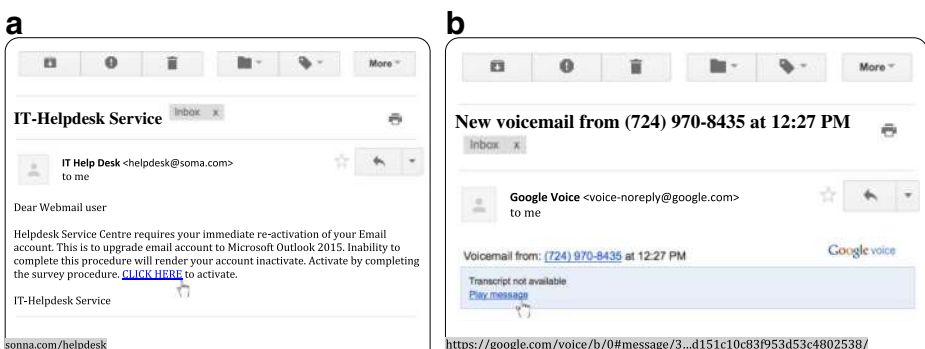 a
More
IT-Helpdesk Service Inbox x
IT Help Desk <helpdesk@soma.com>
to me
Dear Webmail user
Helpdesk Service Centre requires your immediate re-activation of your Email
account. This is to upgrade email account to Microsoft Outlook 2015. Inability to
complete this procedure will render your account inactivate. Activate by completing
the survey procedure. CLICK HERE to activate.
IT-Helpdesk Service
sonna.com/helpdesk
b
More
New voicemail from (724) 970-8435 at 12:27 PM
Inbox x
Google Voice <voice-noreply@google.com>
to me
Google voice
Voicemail from: (724) 970-8435 at 12:27 PM
Transcript not available
Play message
https://google.com/voice/b/0#message/3...d151c10c83f953d53c4802538/